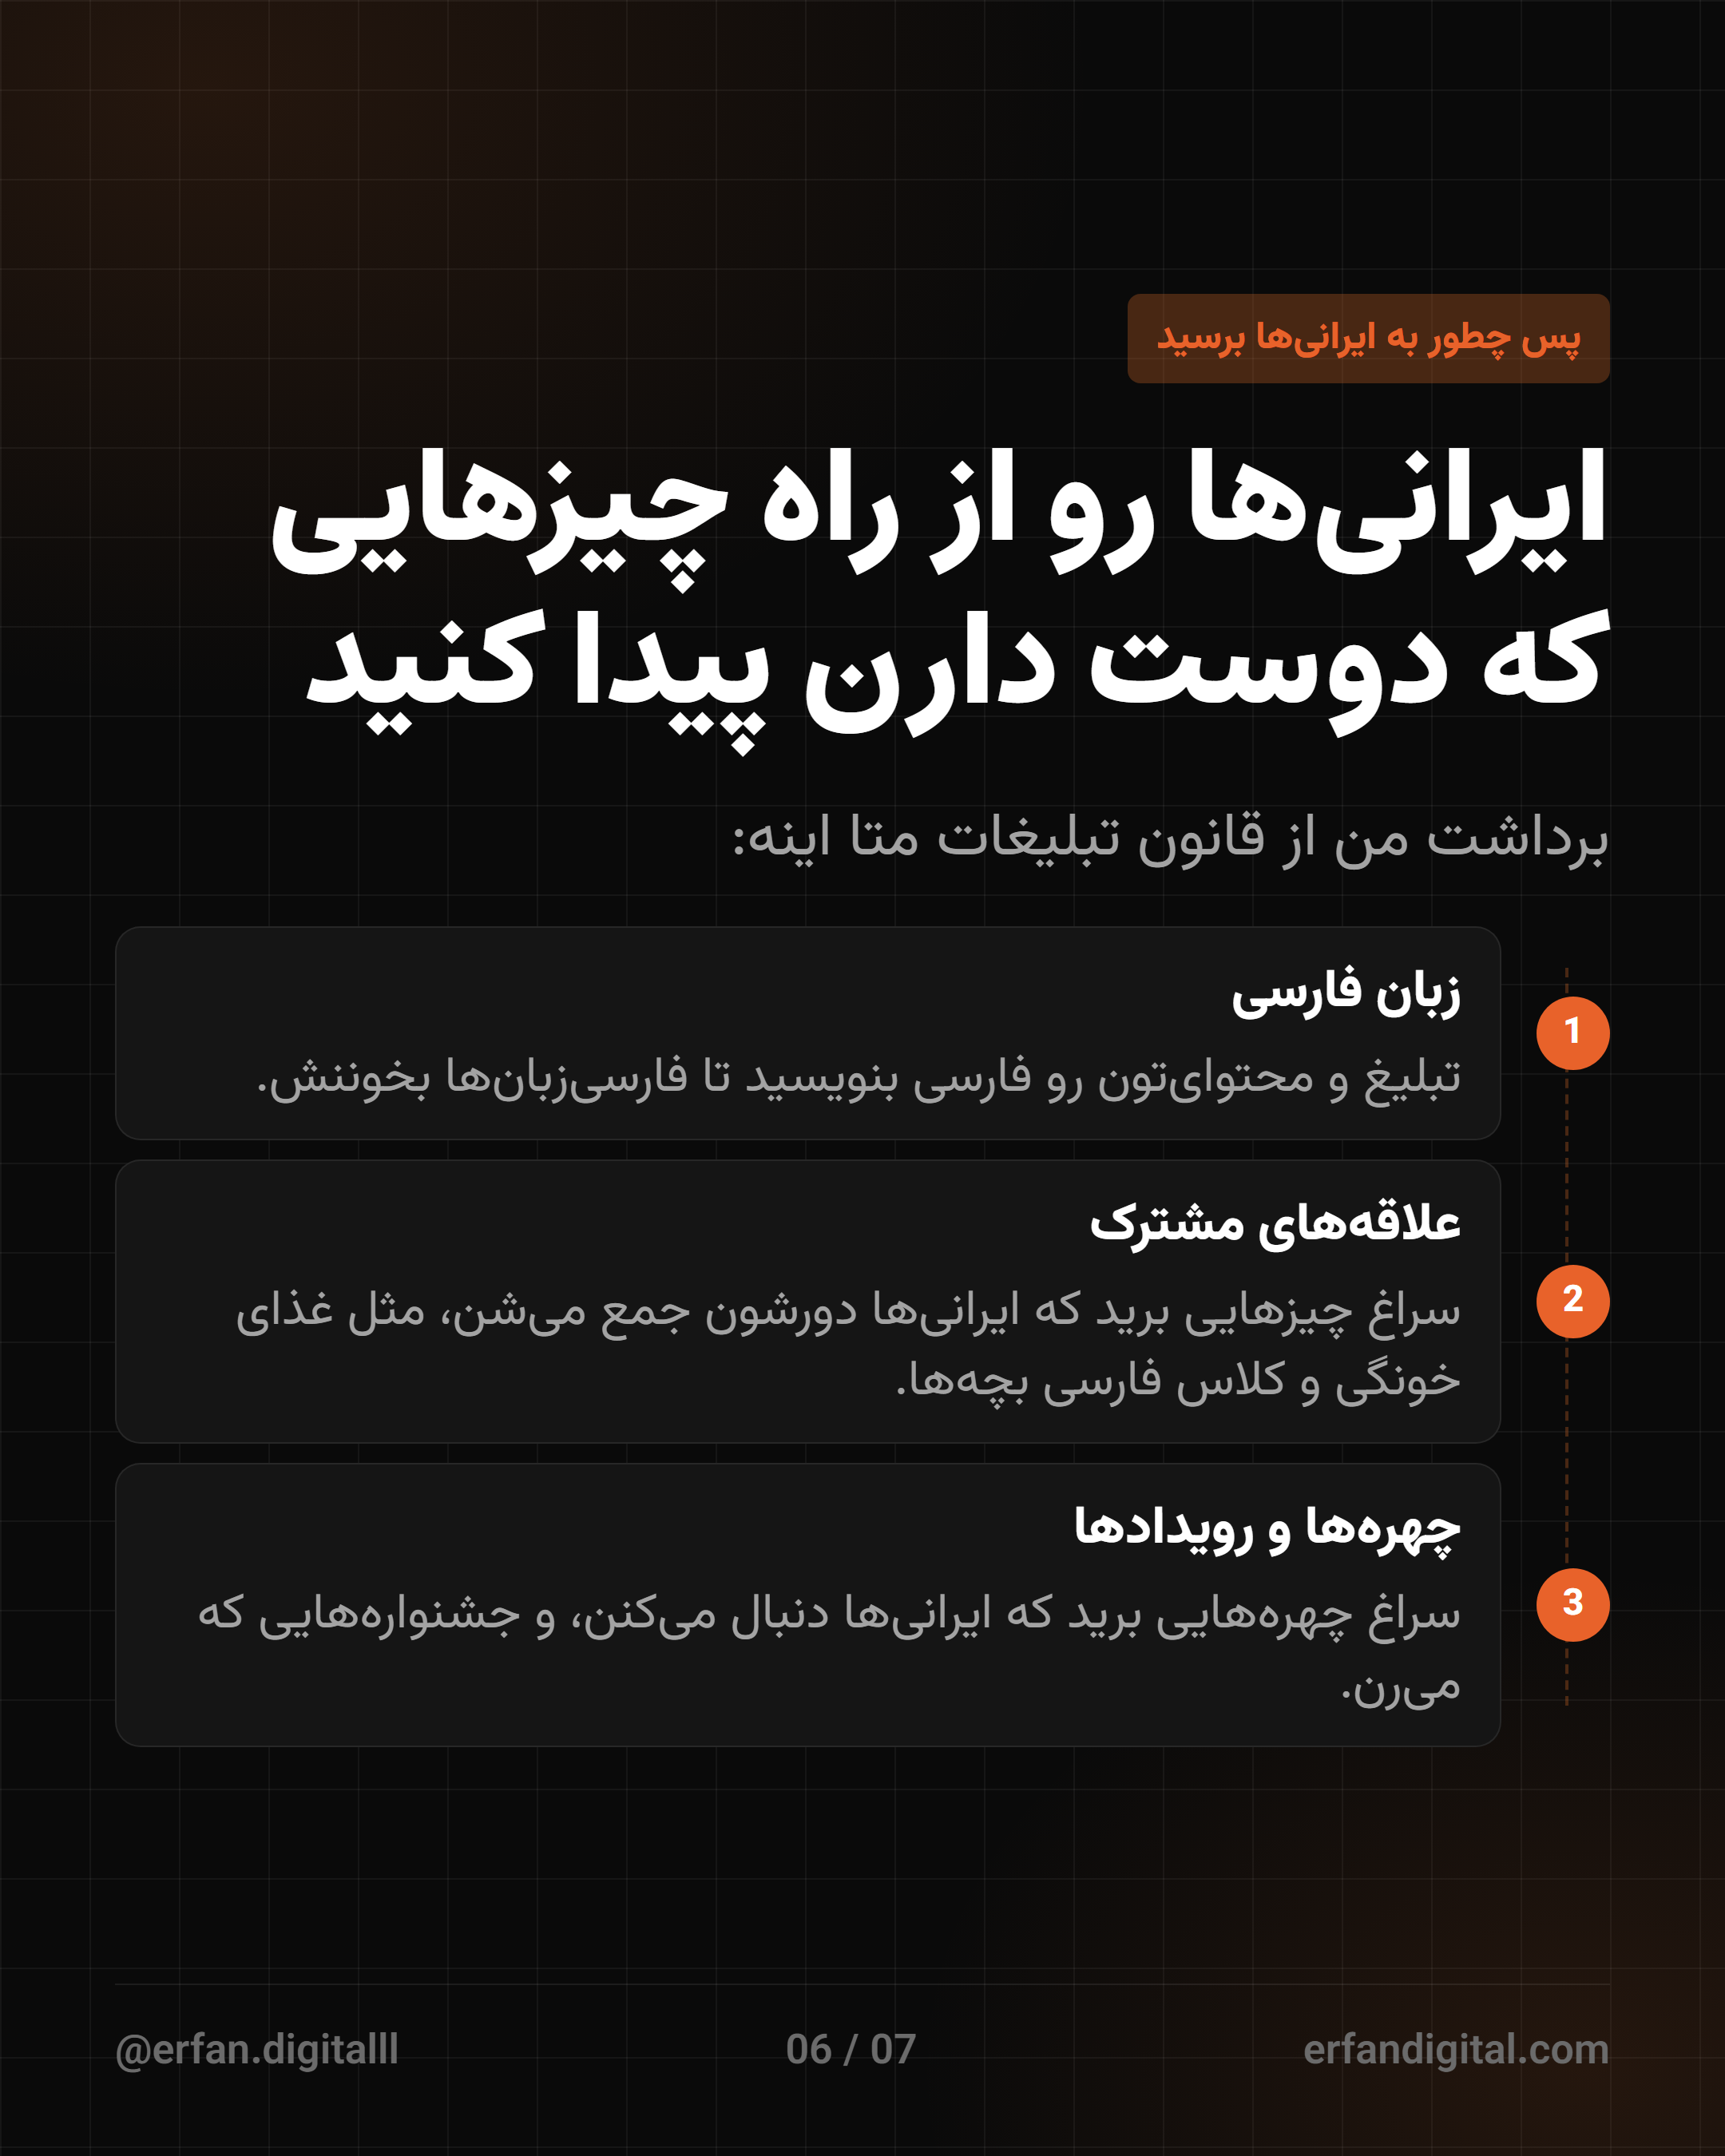 پس چطور به ایرانی‌ها برسید
ایرانی‌ها رو از راه چیزهایی
که دوست دارن پیدا کنید
برداشت من از قانون تبلیغات متا اینه:
1
زبان فارسی
تبلیغ و محتوای‌تون رو فارسی بنویسید تا فارسی‌زبان‌ها بخوننش.
2
علاقه‌های مشترک
سراغ چیزهایی برید که ایرانی‌ها دورشون جمع می‌شن، مثل غذای
خونگی و کلاس فارسی بچه‌ها.
3
چهره‌ها و رویدادها
سراغ چهره‌هایی برید که ایرانی‌ها دنبال می‌کنن، و جشنواره‌هایی که
می‌رن.
@erfan.digitalll
06 / 07
erfandigital.com